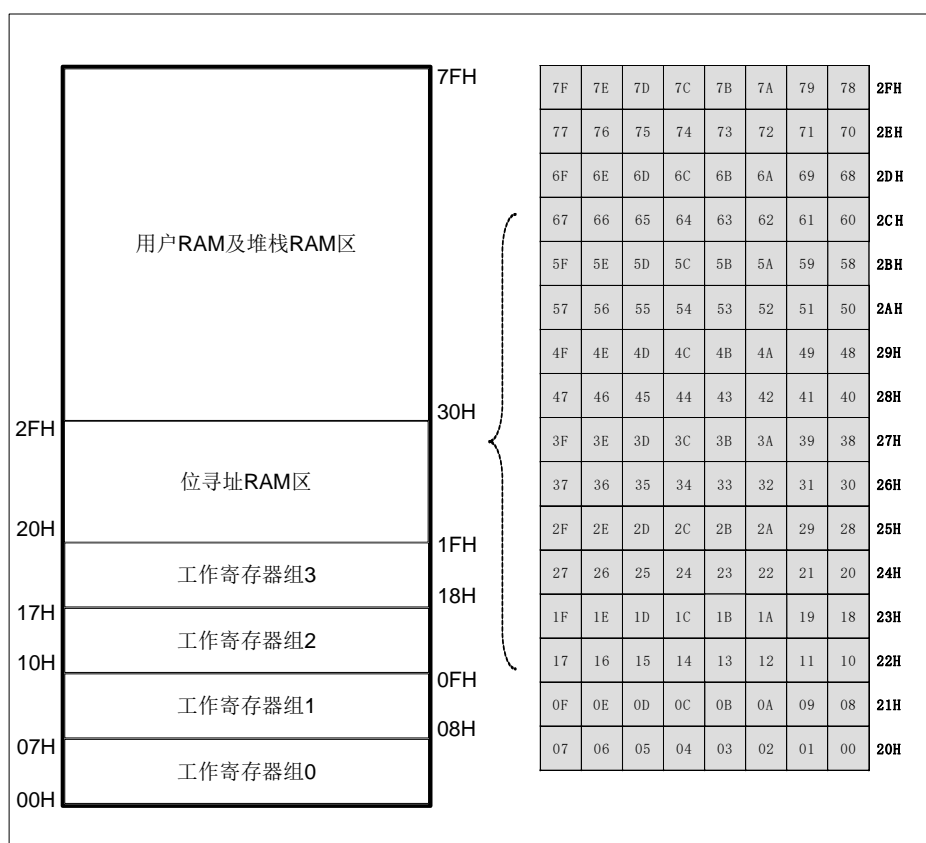 7FH
用户RAM及堆栈RAM区
30H
2FH
位寻址RAM区
20H
1FH
工作寄存器组3
18H
17H
工作寄存器组2
10H
0FH
工作寄存器组1
08H
07H
工作寄存器组0
00H
7F 7E 7D 7C 7B 7A 79 78 2FH
77 76 75 74 73 72 71 70 2EH
6F 6E 6D 6C 6B 6A 69 68 2DH
67 66 65 64 63 62 61 60 2CH
5F 5E 5D 5C 5B 5A 59 58 2BH
57 56 55 54 53 52 51 50 2AH
4F 4E 4D 4C 4B 4A 49 48 29H
47 46 45 44 43 42 41 40 28H
3F 3E 3D 3C 3B 3A 39 38 27H
37 36 35 34 33 32 31 30 26H
2F 2E 2D 2C 2B 2A 29 28 25H
27 26 25 24 23 22 21 20 24H
1F 1E 1D 1C 1B 1A 19 18 23H
17 16 15 14 13 12 11 10 22H
0F 0E 0D 0C 0B 0A 09 08 21H
07 06 05 04 03 02 01 00 20H